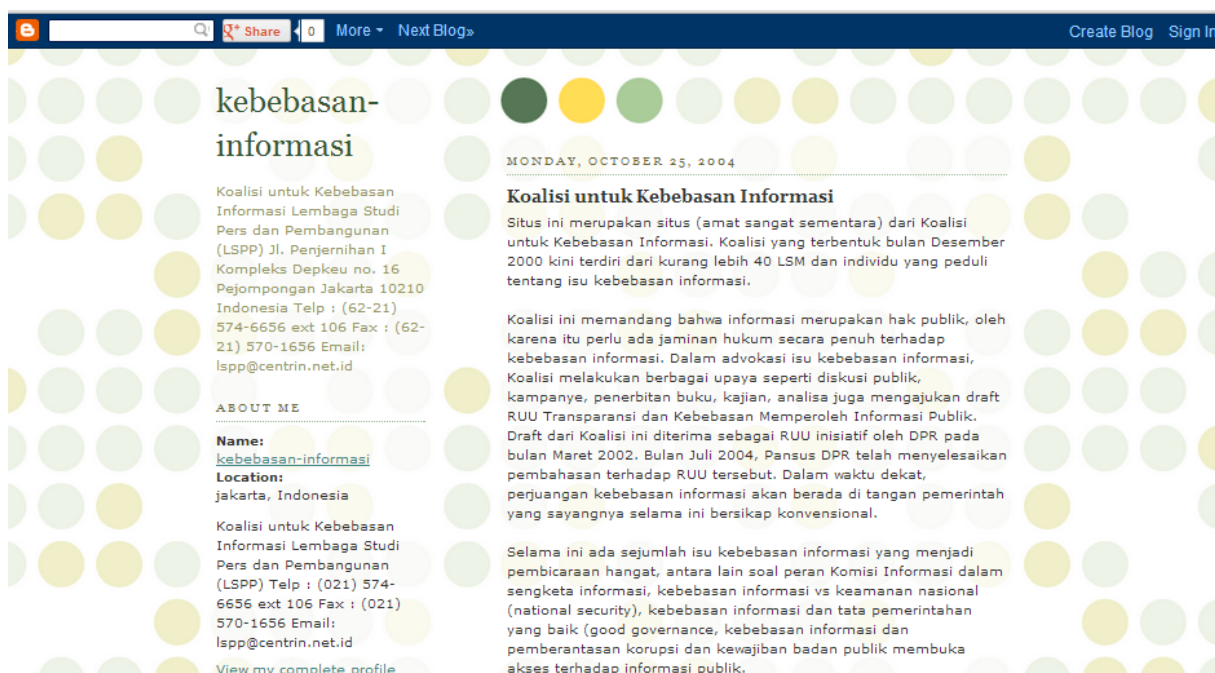 Share 0 More Next Blog»
Create Blog Sign In
kebebasan-
informasi
Koalisi untuk Kebebasan
Informasi Lembaga Studi
Pers dan Pembangunan
(LSPP) Jl. Penjernihan I
Kompleks Depkeu no. 16
Pejompongan Jakarta 10210
Indonesia Telp : (62-21)
574-6656 ext 106 Fax : (62-
21) 570-1656 Email:
lspp@centrin.net.id
ABOUT ME
Name:
kebebasan-informasi
Location:
jakarta, Indonesia
Koalisi untuk Kebebasan
Informasi Lembaga Studi
Pers dan Pembangunan
(LSPP) Telp : (021) 574-
6656 ext 106 Fax : (021)
570-1656 Email:
lspp@centrin.net.id
View my complete profile
MONDAY, OCTOBER 25, 2004
Koalisi untuk Kebebasan Informasi
Situs ini merupakan situs (amat sangat sementara) dari Koalisi
untuk Kebebasan Informasi. Koalisi yang terbentuk bulan Desember
2000 kini terdiri dari kurang lebih 40 LSM dan individu yang peduli
tentang isu kebebasan informasi.
Koalisi ini memandang bahwa informasi merupakan hak publik, oleh
karena itu perlu ada jaminan hukum secara penuh terhadap
kebebasan informasi. Dalam advokasi isu kebebasan informasi,
Koalisi melakukan berbagai upaya seperti diskusi publik,
kampanye, penerbitan buku, kajian, analisa juga mengajukan draft
RUU Transparansi dan Kebebasan Memperoleh Informasi Publik.
Draft dari Koalisi ini diterima sebagai RUU inisiatif oleh DPR pada
bulan Maret 2002. Bulan Juli 2004, Pansus DPR telah menyelesaikan
pembahasan terhadap RUU tersebut. Dalam waktu dekat,
perjuangan kebebasan informasi akan berada di tangan pemerintah
yang sayangnya selama ini bersikap konvensional.
Selama ini ada sejumlah isu kebebasan informasi yang menjadi
pembicaraan hangat, antara lain soal peran Komisi Informasi dalam
sengketa informasi, kebebasan informasi vs keamanan nasional
(national security), kebebasan informasi dan tata pemerintahan
yang baik (good governance, kebebasan informasi dan
pemberantasan korupsi dan kewajiban badan publik membuka
akses terhadap informasi publik.